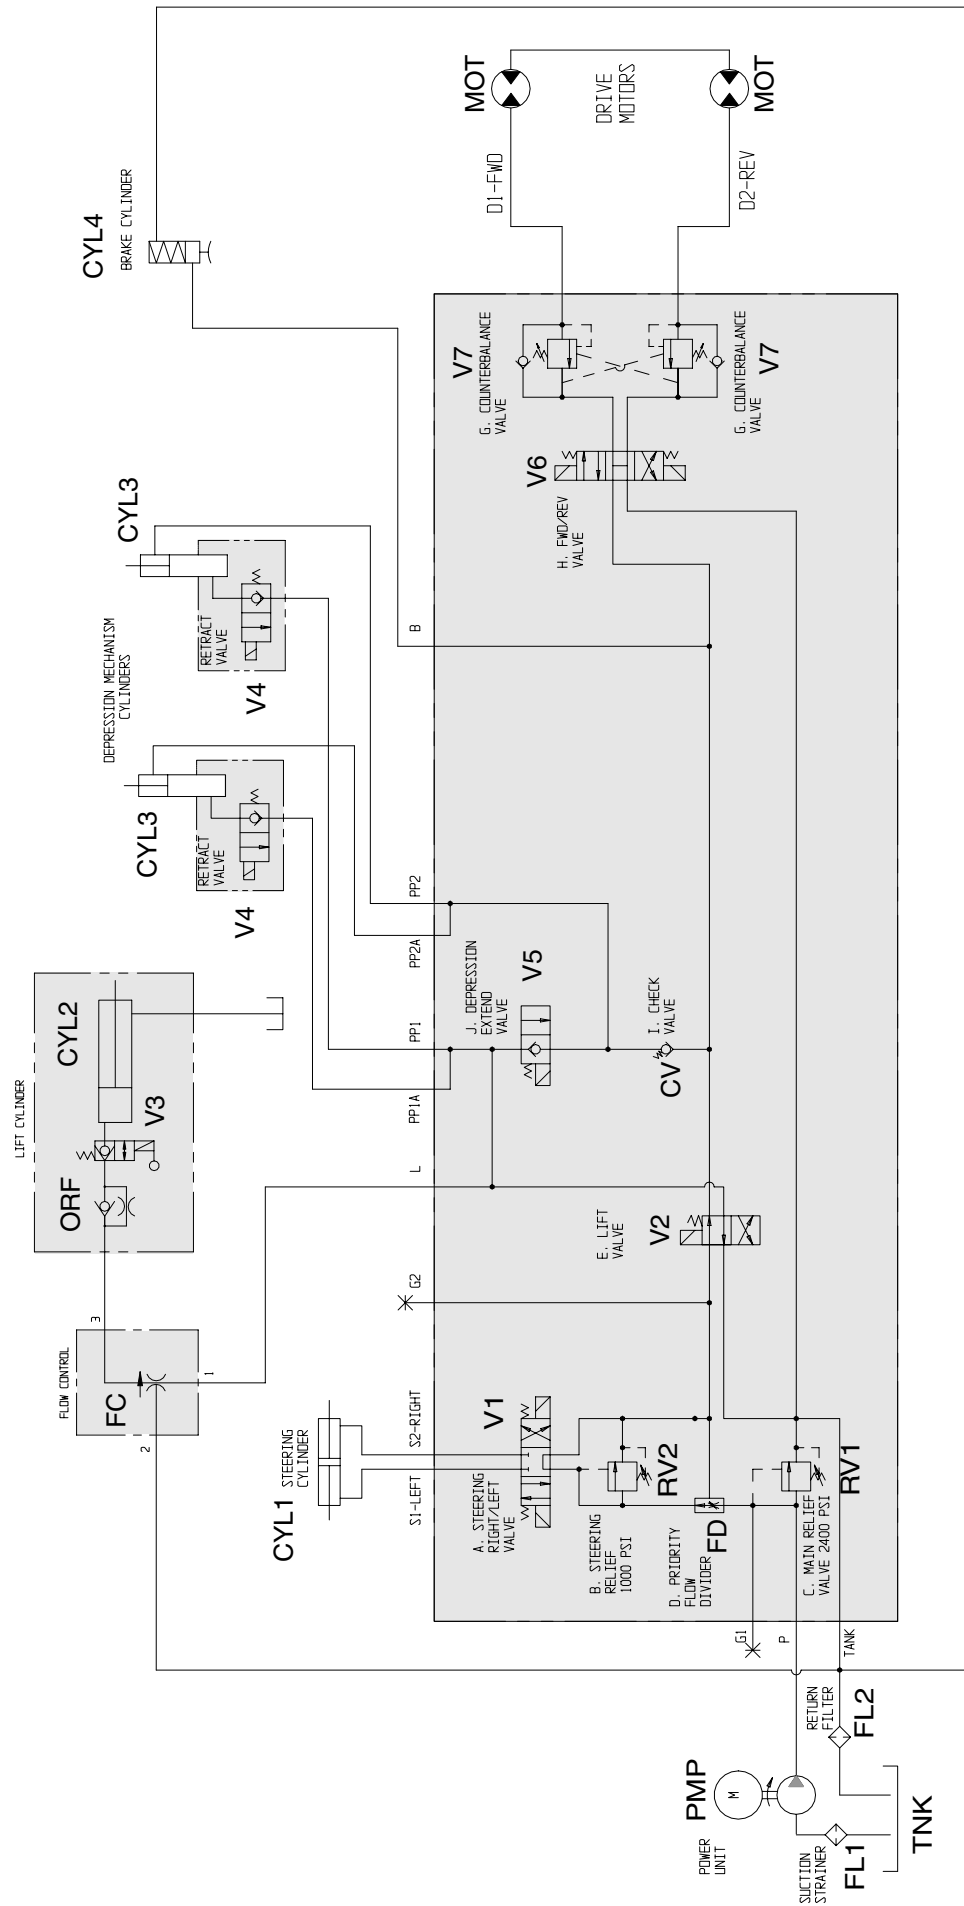 CYL4
BRAKE CYLINDER
MOT
DRIVE
MOTORS
MOT
D1-FWD
D2-REV
V7
G. COUNTERBALANCE
VALVE
G. COUNTERBALANCE
VALVE
V7
V6
H. FWD/REV
VALVE
CYL3
RETRACT
VALVE
V4
DEPRESSION MECHANISM
CYLINDERS
CYL3
RETRACT
VALVE
V4
B
PP2
PP2A
PP1
PP1A
L
J. DEPRESSION
EXTEND
VALVE
V5
I. CHECK
VALVE
CV
LIFT CYLINDER
CYL2
V3
ORF
E. LIFT
VALVE
V2
G2
3
FLOW CONTROL
FC
1
2
CYL1
STEERING
CYLINDER
S2-RIGHT
S1-LEFT
V1
A. STEERING
RIGHT/LEFT
VALVE
RV2
B. STEERING
RELIEF
1000 PSI
FD
D. PRIORITY
FLOW
DIVIDER
RV1
C. MAIN RELIEF
VALVE 2400 PSI
G1
P
TANK
RETURN
FILTER
FL2
PMP
M
POWER
UNIT
SUCTION
STRAINER
FL1
TNK